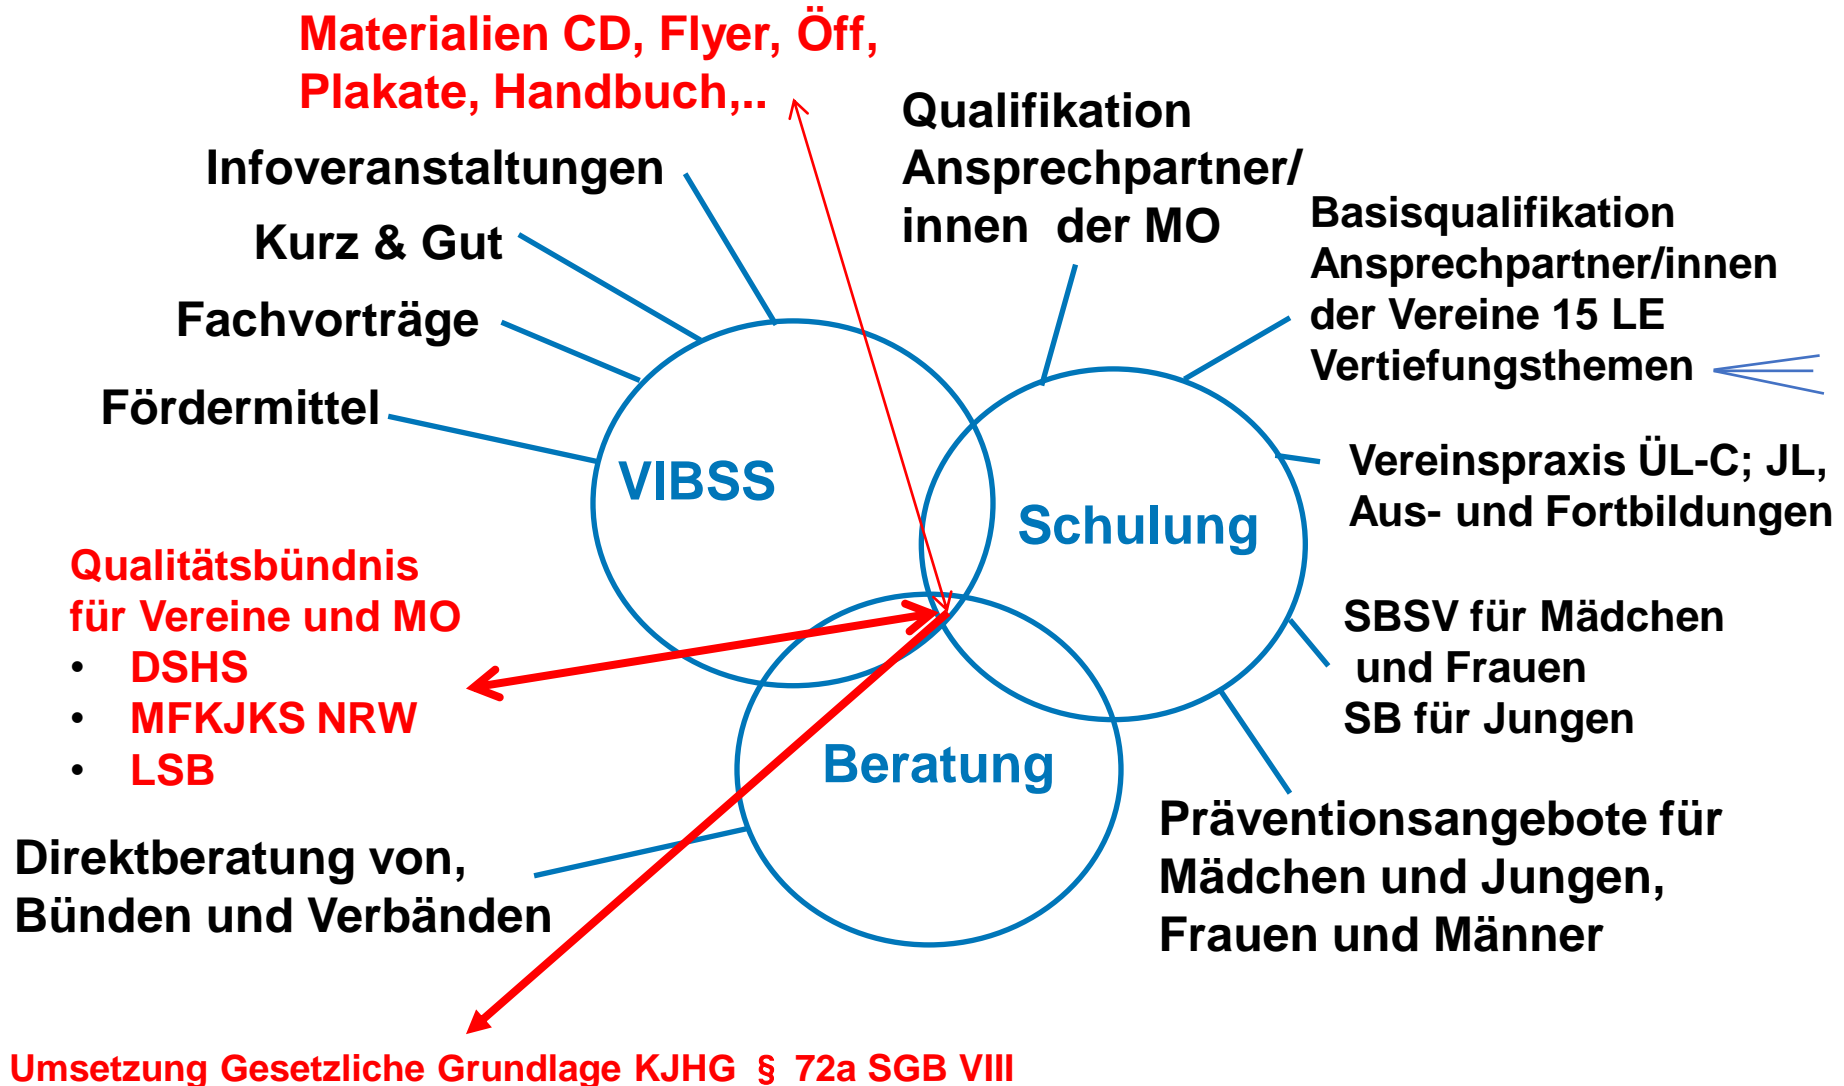 Materialien CD, Flyer, Öff,
Plakate, Handbuch,..
Infoveranstaltungen
Kurz & Gut
Fachvorträge
Fördermittel
Qualifikation
Ansprechpartner/
innen  der MO
Basisqualifikation
Ansprechpartner/innen
der Vereine 15 LE
Vertiefungsthemen
Vereinspraxis ÜL-C; JL,
Aus- und Fortbildungen
VIBSS
Schulung
Beratung
Qualitätsbündnis
für Vereine und MO
• DSHS
• MFKJKS NRW
• LSB
SBSV für Mädchen
und Frauen
SB für Jungen
Direktberatung von,
Bünden und Verbänden
Präventionsangebote für
Mädchen und Jungen,
Frauen und Männer
Umsetzung Gesetzliche Grundlage KJHG  §  72a SGB VIII